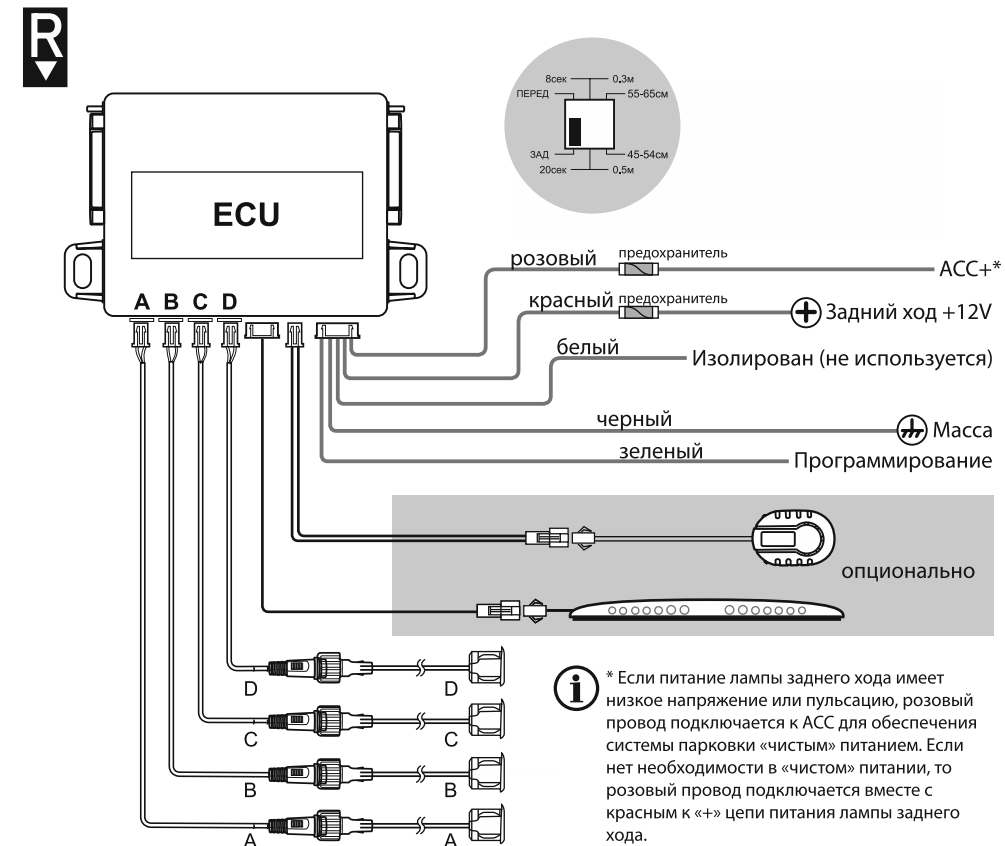 R
8сек 0.3м
ПЕРЕД 55-65см
ЗАД 45-54см
20сек 0.5м
ECU
A B C D
розовый предохранитель ACC+*
красный предохранитель Задний ход +12V
белый Изолирован (не используется)
черный Масса
зеленый Программирование
опционально
D D
C C
B B
A A
* Если питание лампы заднего хода имеет
низкое напряжение или пульсацию, розовый
провод подключается к ACC для обеспечения
системы парковки «чистым» питанием. Если
нет необходимости в «чистом» питании, то
розовый провод подключается вместе с
красным к «+» цепи питания лампы заднего
хода.